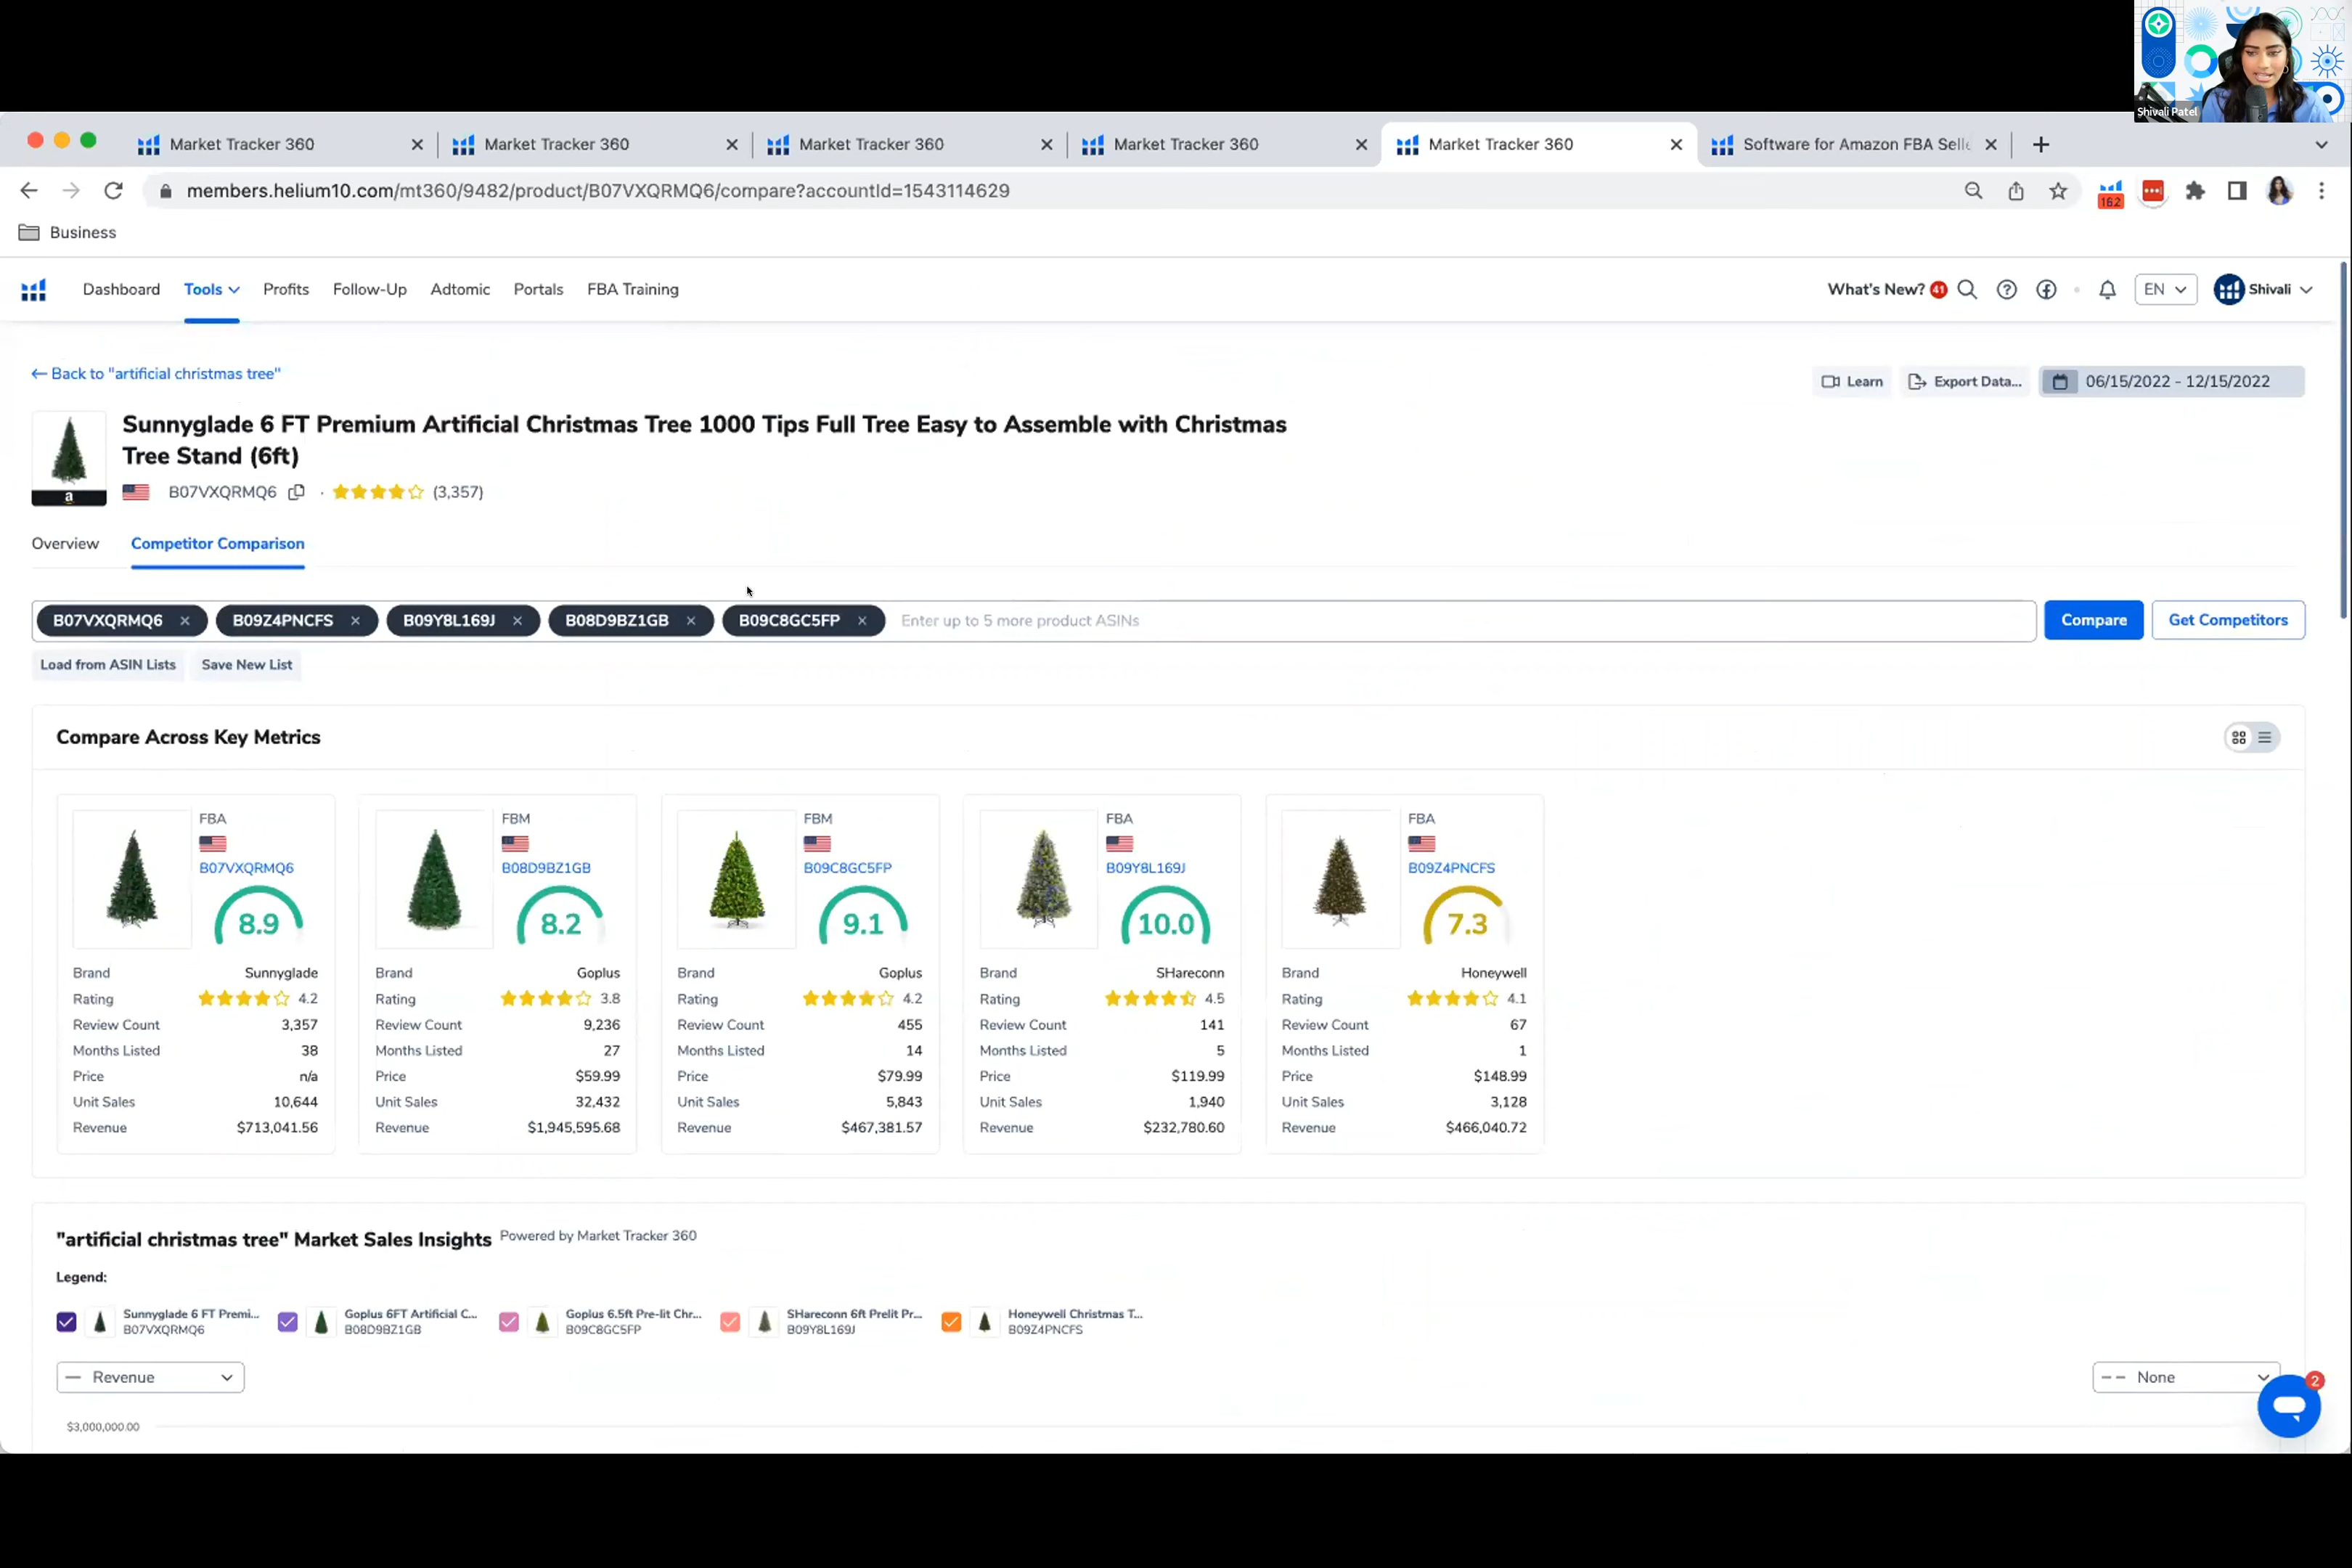 Shivali Patel
Market Tracker 360
Market Tracker 360
Market Tracker 360
Market Tracker 360
Market Tracker 360
Software for Amazon FBA Selle
members.helium10.com/mt360/9482/product/B07VXQRMQ6/compare?accountId=1543114629
162
Business
Dashboard
Tools
Profits
Follow-Up
Adtomic
Portals
FBA Training
What's New? 41
EN
Shivali
← Back to "artificial christmas tree"
Learn
Export Data...
06/15/2022 - 12/15/2022
Sunnyglade 6 FT Premium Artificial Christmas Tree 1000 Tips Full Tree Easy to Assemble with Christmas
Tree Stand (6ft)
a
B07VXQRMQ6 · (3,357)
Overview
Competitor Comparison
B07VXQRMQ6
B09Z4PNCFS
B09Y8L169J
B08D9BZ1GB
B09C8GC5FP
Enter up to 5 more product ASINs
Compare
Get Competitors
Load from ASIN Lists
Save New List
Compare Across Key Metrics
FBA
B07VXQRMQ6
8.9
Brand Sunnyglade
Rating 4.2
Review Count 3,357
Months Listed 38
Price n/a
Unit Sales 10,644
Revenue $713,041.56
FBM
B08D9BZ1GB
8.2
Brand Goplus
Rating 3.8
Review Count 9,236
Months Listed 27
Price $59.99
Unit Sales 32,432
Revenue $1,945,595.68
FBM
B09C8GC5FP
9.1
Brand Goplus
Rating 4.2
Review Count 455
Months Listed 14
Price $79.99
Unit Sales 5,843
Revenue $467,381.57
FBA
B09Y8L169J
10.0
Brand SHareconn
Rating 4.5
Review Count 141
Months Listed 5
Price $119.99
Unit Sales 1,940
Revenue $232,780.60
FBA
B09Z4PNCFS
7.3
Brand Honeywell
Rating 4.1
Review Count 67
Months Listed 1
Price $148.99
Unit Sales 3,128
Revenue $466,040.72
"artificial christmas tree" Market Sales Insights Powered by Market Tracker 360
Legend:
Sunnyglade 6 FT Premi...
B07VXQRMQ6
Goplus 6FT Artificial C...
B08D9BZ1GB
Goplus 6.5ft Pre-lit Chr...
B09C8GC5FP
SHareconn 6ft Prelit Pr...
B09Y8L169J
Honeywell Christmas T...
B09Z4PNCFS
Revenue
None
2
$3,000,000.00